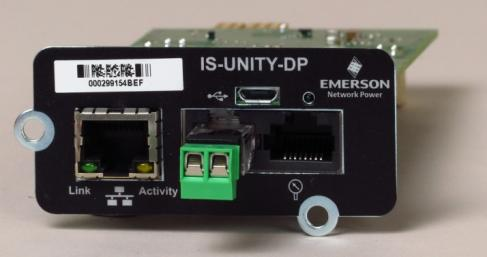 IS-UNITY-DP
000299154BEF
EMERSON
Network Power
Link
Activity